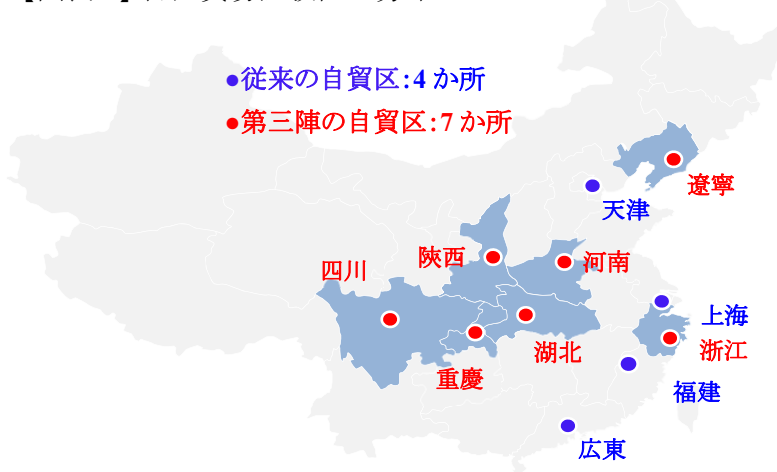 ●従来の自貿区:4か所
●第三陣の自貿区:7か所
遼寧
天津
陝西
河南
四川
上海
浙江
湖北
重慶
福建
広東